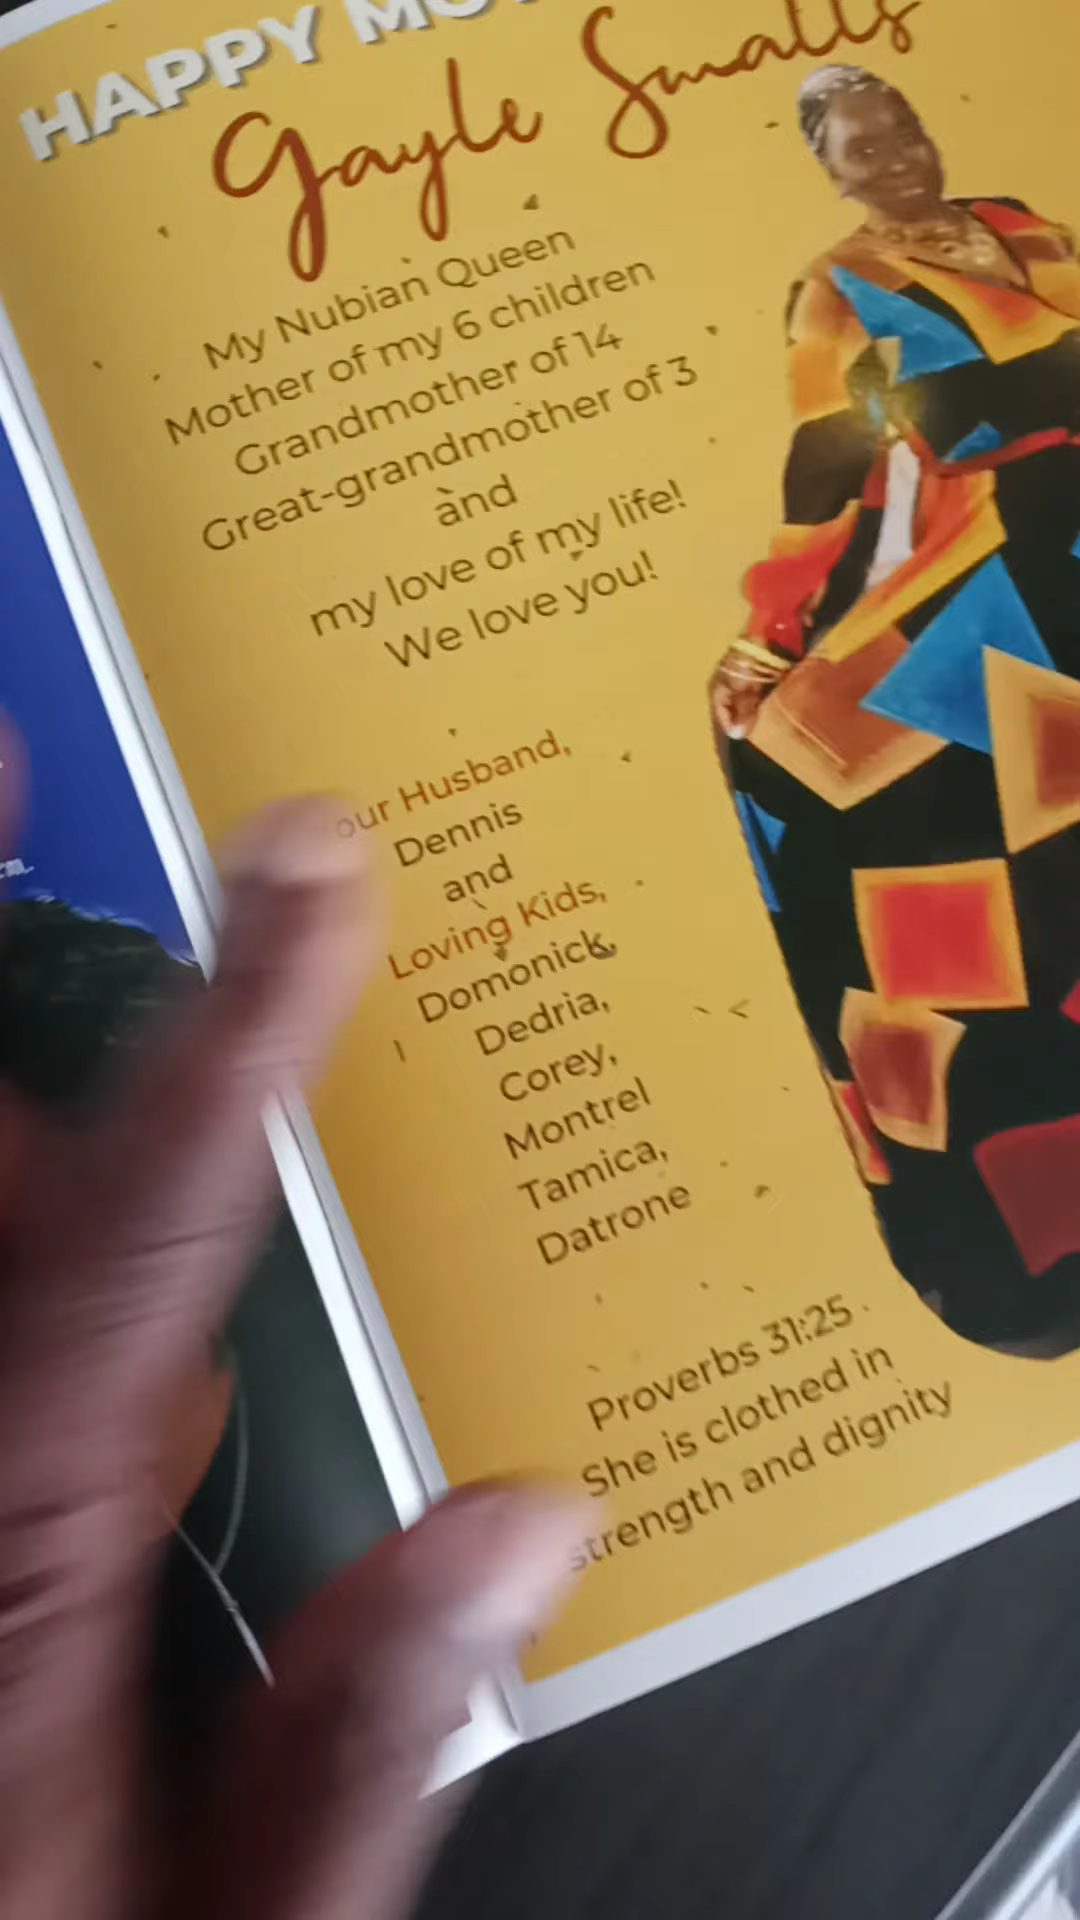 HAPPY
Gayle Smalls
My Nubian Queen
Mother of my 6 children
Grandmother of 14
Great-grandmother of 3
and
my love of my life!
We love you!
our Husband,
Dennis
and
Loving Kids,
Domonick,
Dedria,
Corey,
Montrel
Tamica,
Datrone
Proverbs 31:25
She is clothed in
strength and dignity